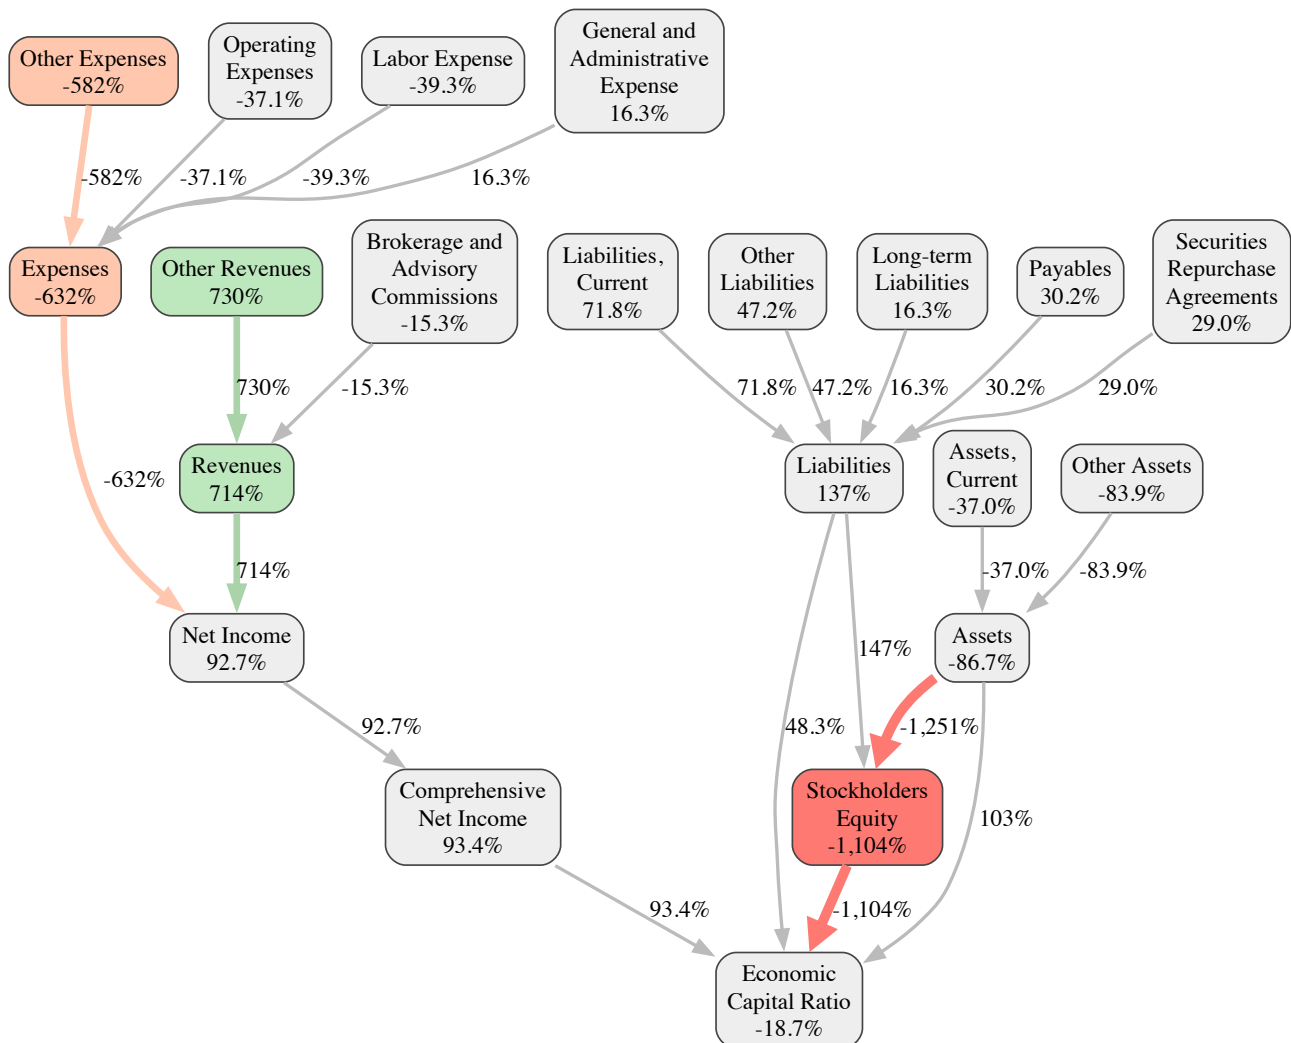 Other Expenses
-582%
Operating
Expenses
-37.1%
Labor Expense
-39.3%
General and
Administrative
Expense
16.3%
-582%
-37.1%
-39.3%
16.3%
Expenses
-632%
Other Revenues
730%
Brokerage and
Advisory
Commissions
-15.3%
Liabilities,
Current
71.8%
Other
Liabilities
47.2%
Long-term
Liabilities
16.3%
Payables
30.2%
Securities
Repurchase
Agreements
29.0%
730%
-15.3%
71.8%
47.2%
16.3%
30.2%
29.0%
-632%
Revenues
714%
Liabilities
137%
Assets,
Current
-37.0%
Other Assets
-83.9%
714%
-37.0%
-83.9%
Net Income
92.7%
147%
Assets
-86.7%
92.7%
48.3%
-1,251%
Comprehensive
Net Income
93.4%
Stockholders
Equity
-1,104%
103%
93.4%
-1,104%
Economic
Capital Ratio
-18.7%